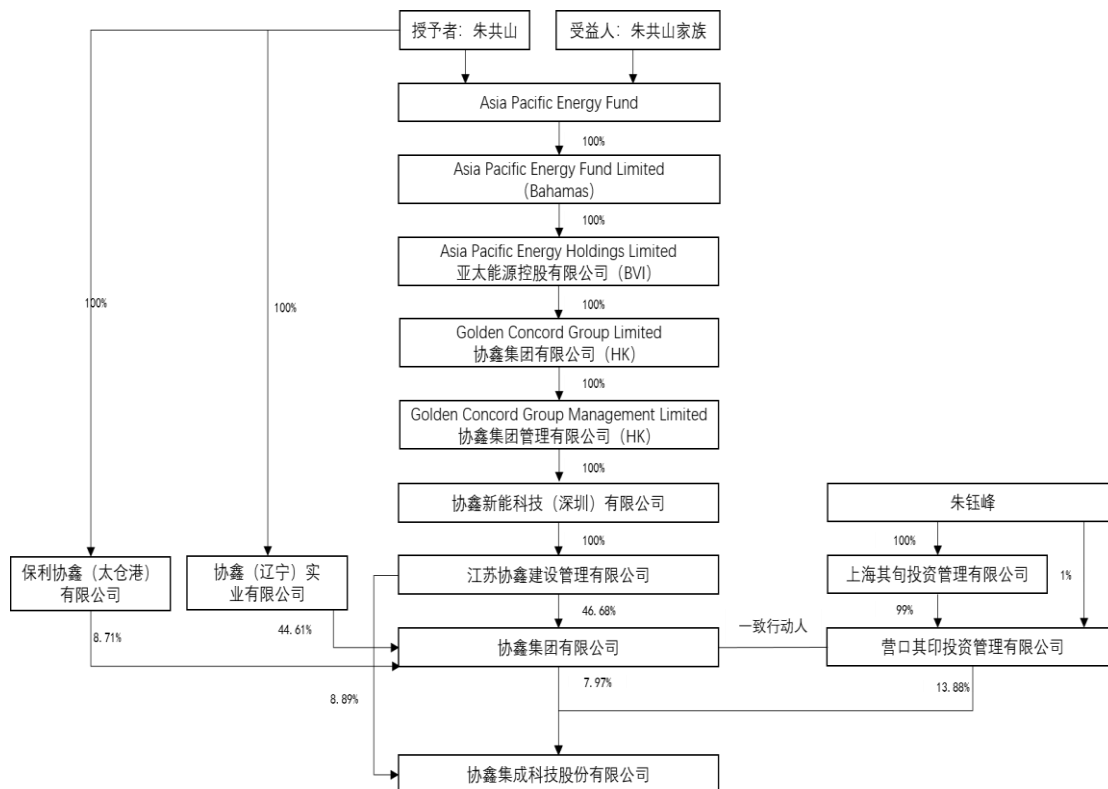 授予者：朱共山
受益人：朱共山家族
Asia Pacific Energy Fund
100%
Asia Pacific Energy Fund Limited
（Bahamas）
100%
Asia Pacific Energy Holdings Limited
亚太能源控股有限公司（BVI）
100%
100%
100%
Golden Concord Group Limited
协鑫集团有限公司（HK）
100%
Golden Concord Group Management Limited
协鑫集团管理有限公司（HK）
100%
协鑫新能科技（深圳）有限公司
朱钰峰
100%
100%
保利协鑫（太仓港）
有限公司
协鑫（辽宁）实
业有限公司
江苏协鑫建设管理有限公司
上海其旬投资管理有限公司
1%
8.71%
44.61%
46.68%
99%
协鑫集团有限公司
一致行动人
营口其印投资管理有限公司
8.89%
7.97%
13.88%
协鑫集成科技股份有限公司